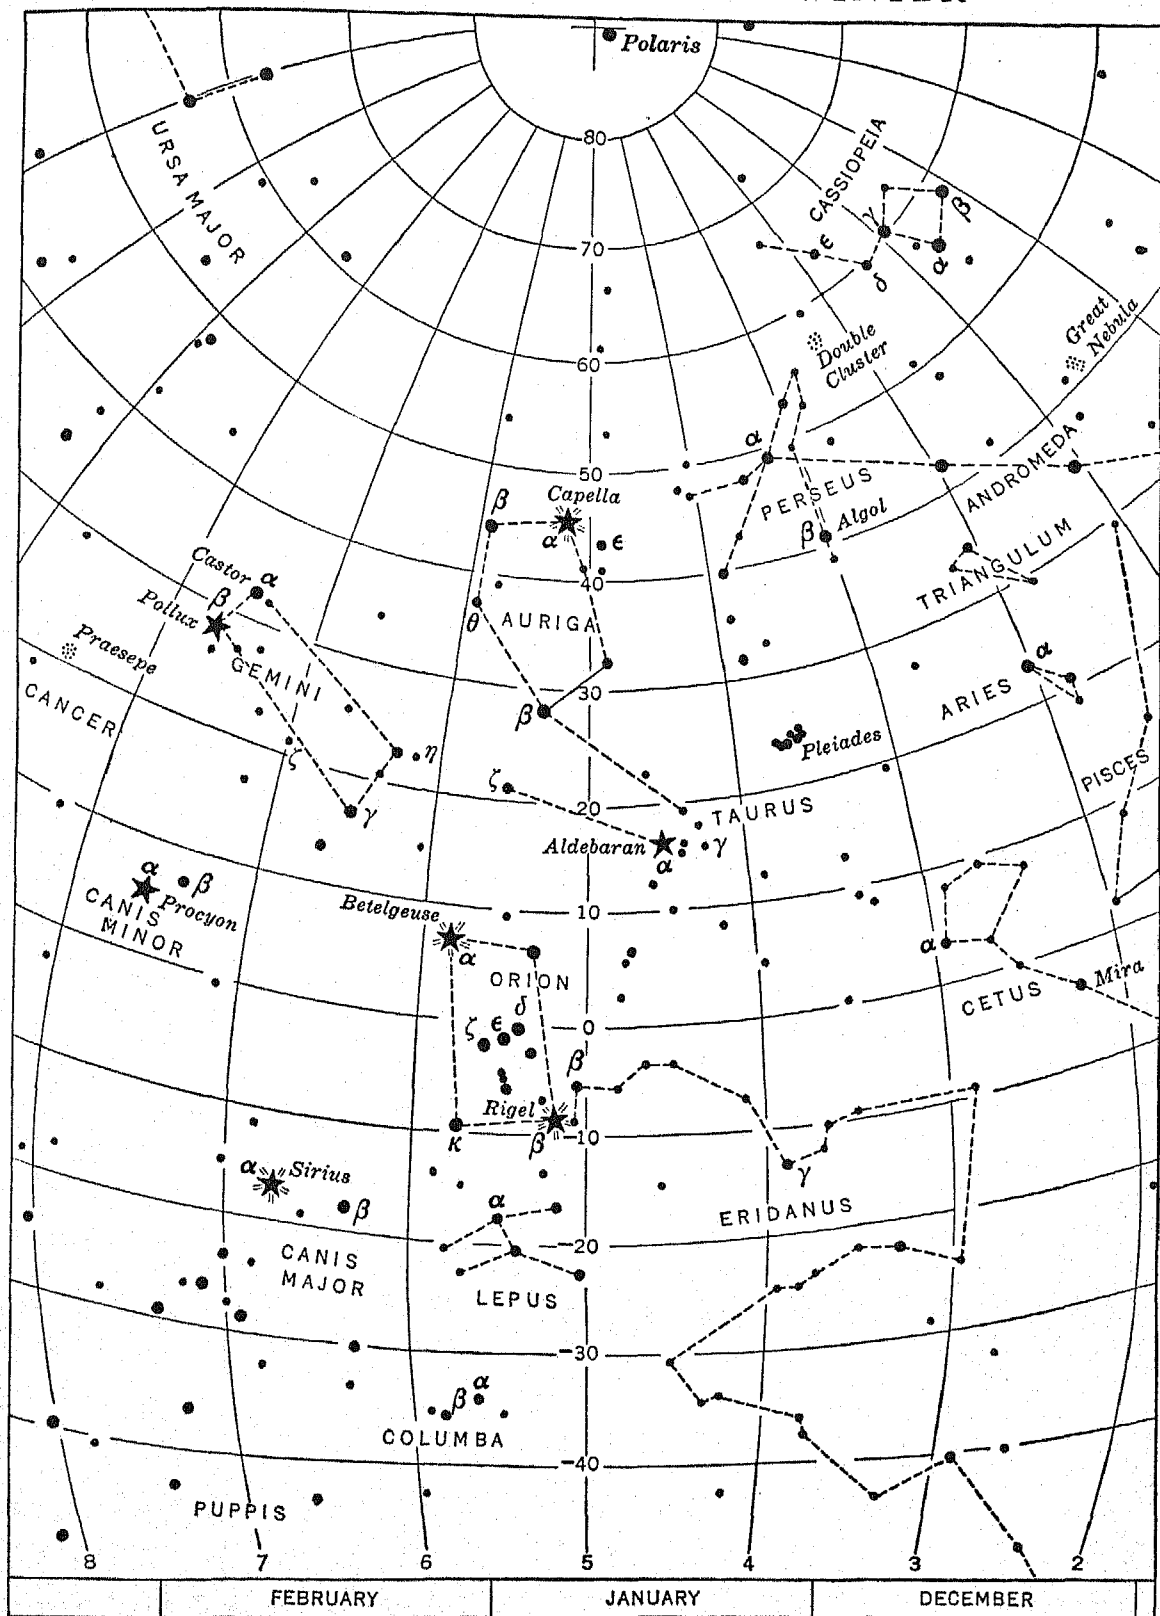 Polaris
80
URSA MAJOR
CASSIOPEIA
β
γ
ε
α
δ
70
Great
Nebula
Double
Cluster
60
α
50
Capella
β
α
ε
PERSEUS
ANDROMEDA
Algol
β
Castor α
β
Pollux
40
θ
AURIGA
TRIANGULUM
Praesepe
GEMINI
α
CANCER
30
ARIES
β
Pleiades
η
ζ
PISCES
ζ
20
TAURUS
γ
Aldebaran
α
γ
α
β
Procyon
CANIS
MINOR
Betelgeuse
10
α
α
ORION
Mira
CETUS
δ
ζ
ε
0
β
Rigel
κ
β
-10
γ
α
Sirius
β
α
ERIDANUS
CANIS
MAJOR
-20
LEPUS
-30
α
β
COLUMBA
-40
PUPPIS
8
7
6
5
4
3
2
FEBRUARY
JANUARY
DECEMBER